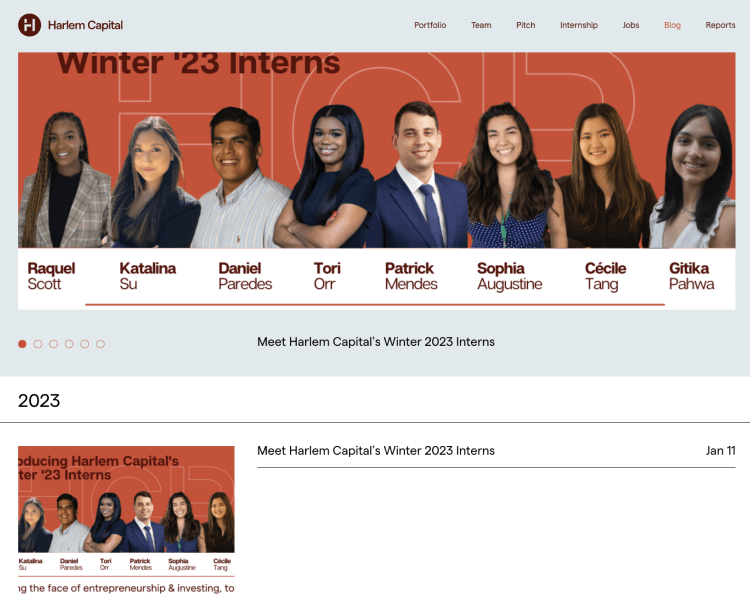 Harlem Capital
Portfolio Team Pitch Internship Jobs Blog Reports
Winter '23 Interns
Raquel Scott
Katalina Su
Daniel Paredes
Tori Orr
Patrick Mendes
Sophia Augustine
Cécile Tang
Gitika Pahwa
Meet Harlem Capital's Winter 2023 Interns
2023
Meet Harlem Capital's Winter 2023 Interns Jan 11
oducing Harlem Capital's
ter '23 Interns
Katalina Su
Daniel Paredes
Tori Orr
Patrick Mendes
Sophia Augustine
Cécile Tang
ng the face of entrepreneurship & investing, to